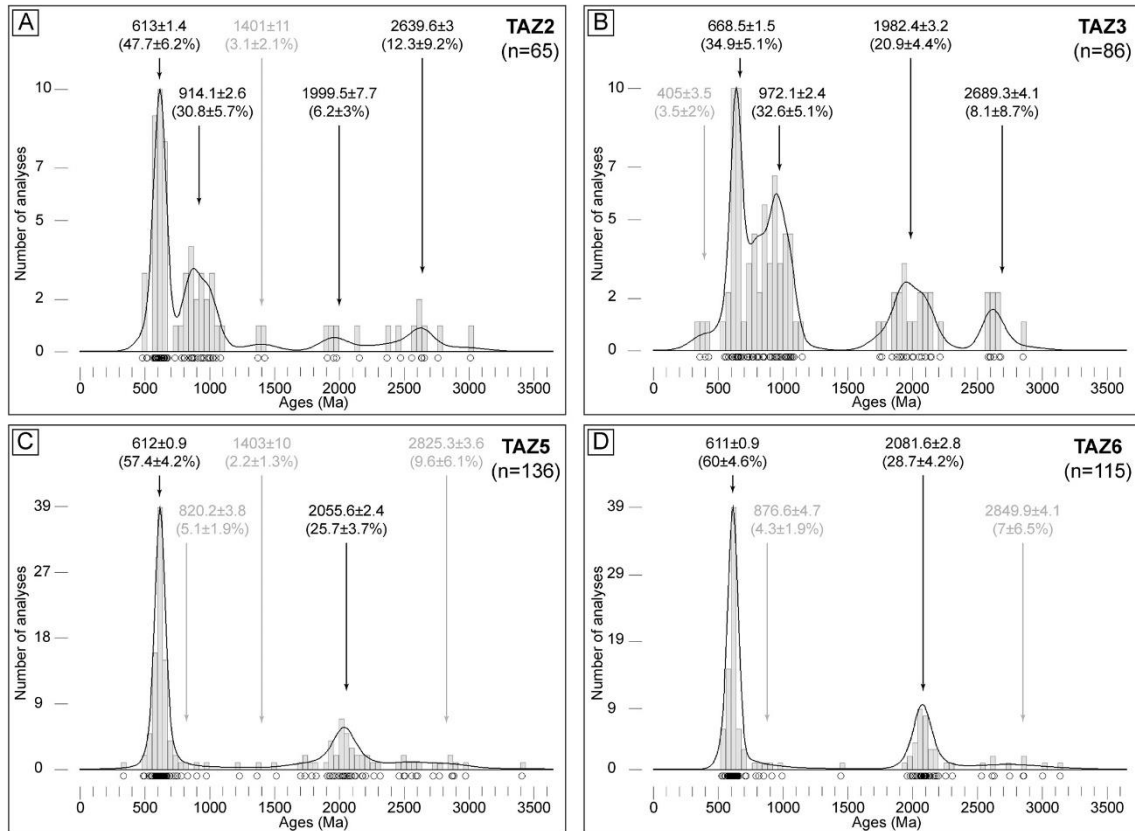 A
TAZ2
(n=65)
613±1.4
(47.7±6.2%)
1401±11
(3.1±2.1%)
2639.6±3
(12.3±9.2%)
914.1±2.6
(30.8±5.7%)
1999.5±7.7
(6.2±3%)
Number of analyses
10
7
5
2
0
0 500 1000 1500 2000 2500 3000 3500
Ages (Ma)
B
TAZ3
(n=86)
668.5±1.5
(34.9±5.1%)
1982.4±3.2
(20.9±4.4%)
405±3.5
(3.5±2%)
972.1±2.4
(32.6±5.1%)
2689.3±4.1
(8.1±8.7%)
Number of analyses
10
7
5
2
0
0 500 1000 1500 2000 2500 3000 3500
Ages (Ma)
C
TAZ5
(n=136)
612±0.9
(57.4±4.2%)
1403±10
(2.2±1.3%)
2825.3±3.6
(9.6±6.1%)
820.2±3.8
(5.1±1.9%)
2055.6±2.4
(25.7±3.7%)
Number of analyses
39
27
18
9
0
0 500 1000 1500 2000 2500 3000 3500
Ages (Ma)
D
TAZ6
(n=115)
611±0.9
(60±4.6%)
2081.6±2.8
(28.7±4.2%)
876.6±4.7
(4.3±1.9%)
2849.9±4.1
(7±6.5%)
Number of analyses
39
27
19
9
0
0 500 1000 1500 2000 2500 3000 3500
Ages (Ma)